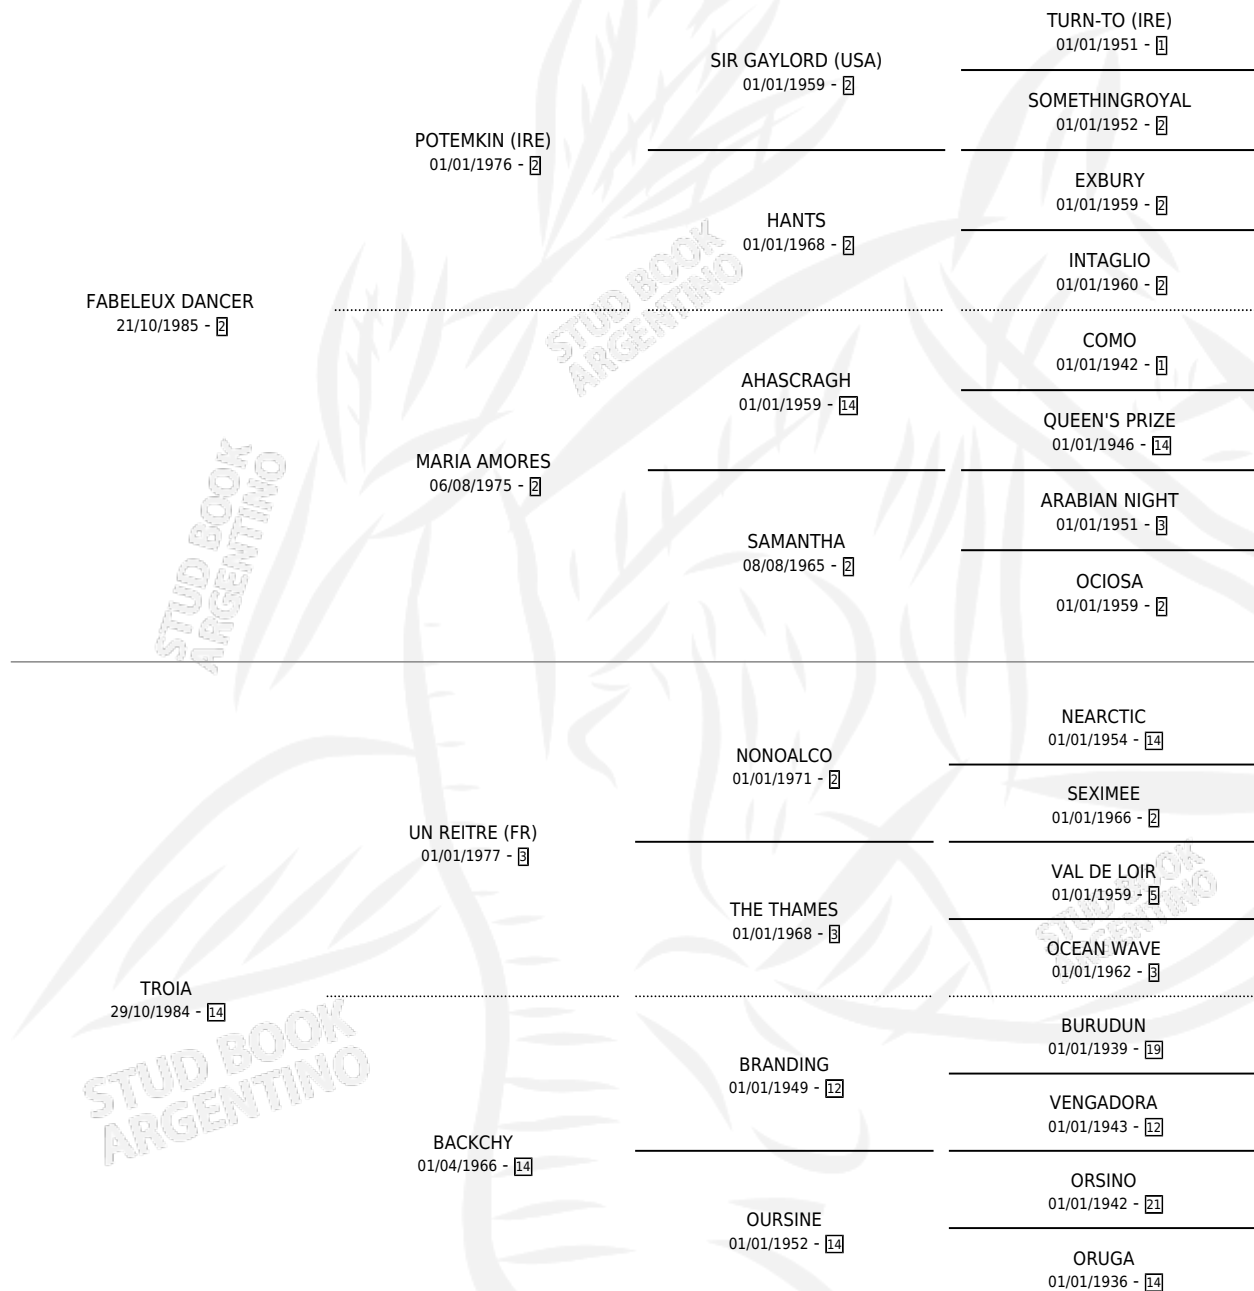 TURN-TO (IRE)
01/01/1951 - 1
SIR GAYLORD (USA)
01/01/1959 - 2
SOMETHINGROYAL
01/01/1952 - 2
POTEMKIN (IRE)
01/01/1976 - 2
EXBURY
01/01/1959 - 2
HANTS
01/01/1968 - 2
INTAGLIO
01/01/1960 - 2
FABELEUX DANCER
21/10/1985 - 2
COMO
01/01/1942 - 1
AHASCRAGH
01/01/1959 - 14
QUEEN'S PRIZE
01/01/1946 - 14
MARIA AMORES
06/08/1975 - 2
ARABIAN NIGHT
01/01/1951 - 3
SAMANTHA
08/08/1965 - 2
OCIOSA
01/01/1959 - 2
NEARCTIC
01/01/1954 - 14
NONOALCO
01/01/1971 - 2
SEXIMEE
01/01/1966 - 2
UN REITRE (FR)
01/01/1977 - 3
VAL DE LOIR
01/01/1959 - 5
THE THAMES
01/01/1968 - 3
OCEAN WAVE
01/01/1962 - 3
TROIA
29/10/1984 - 14
BURUDUN
01/01/1939 - 19
BRANDING
01/01/1949 - 12
VENGADORA
01/01/1943 - 12
BACKCHY
01/04/1966 - 14
ORSINO
01/01/1942 - 21
OURSINE
01/01/1952 - 14
ORUGA
01/01/1936 - 14
STUD BOOK
ARGENTINO
STUD BOOK
ARGENTINO
STUD BOOK
ARGENTINO
STUD BOOK
ARGENTINO